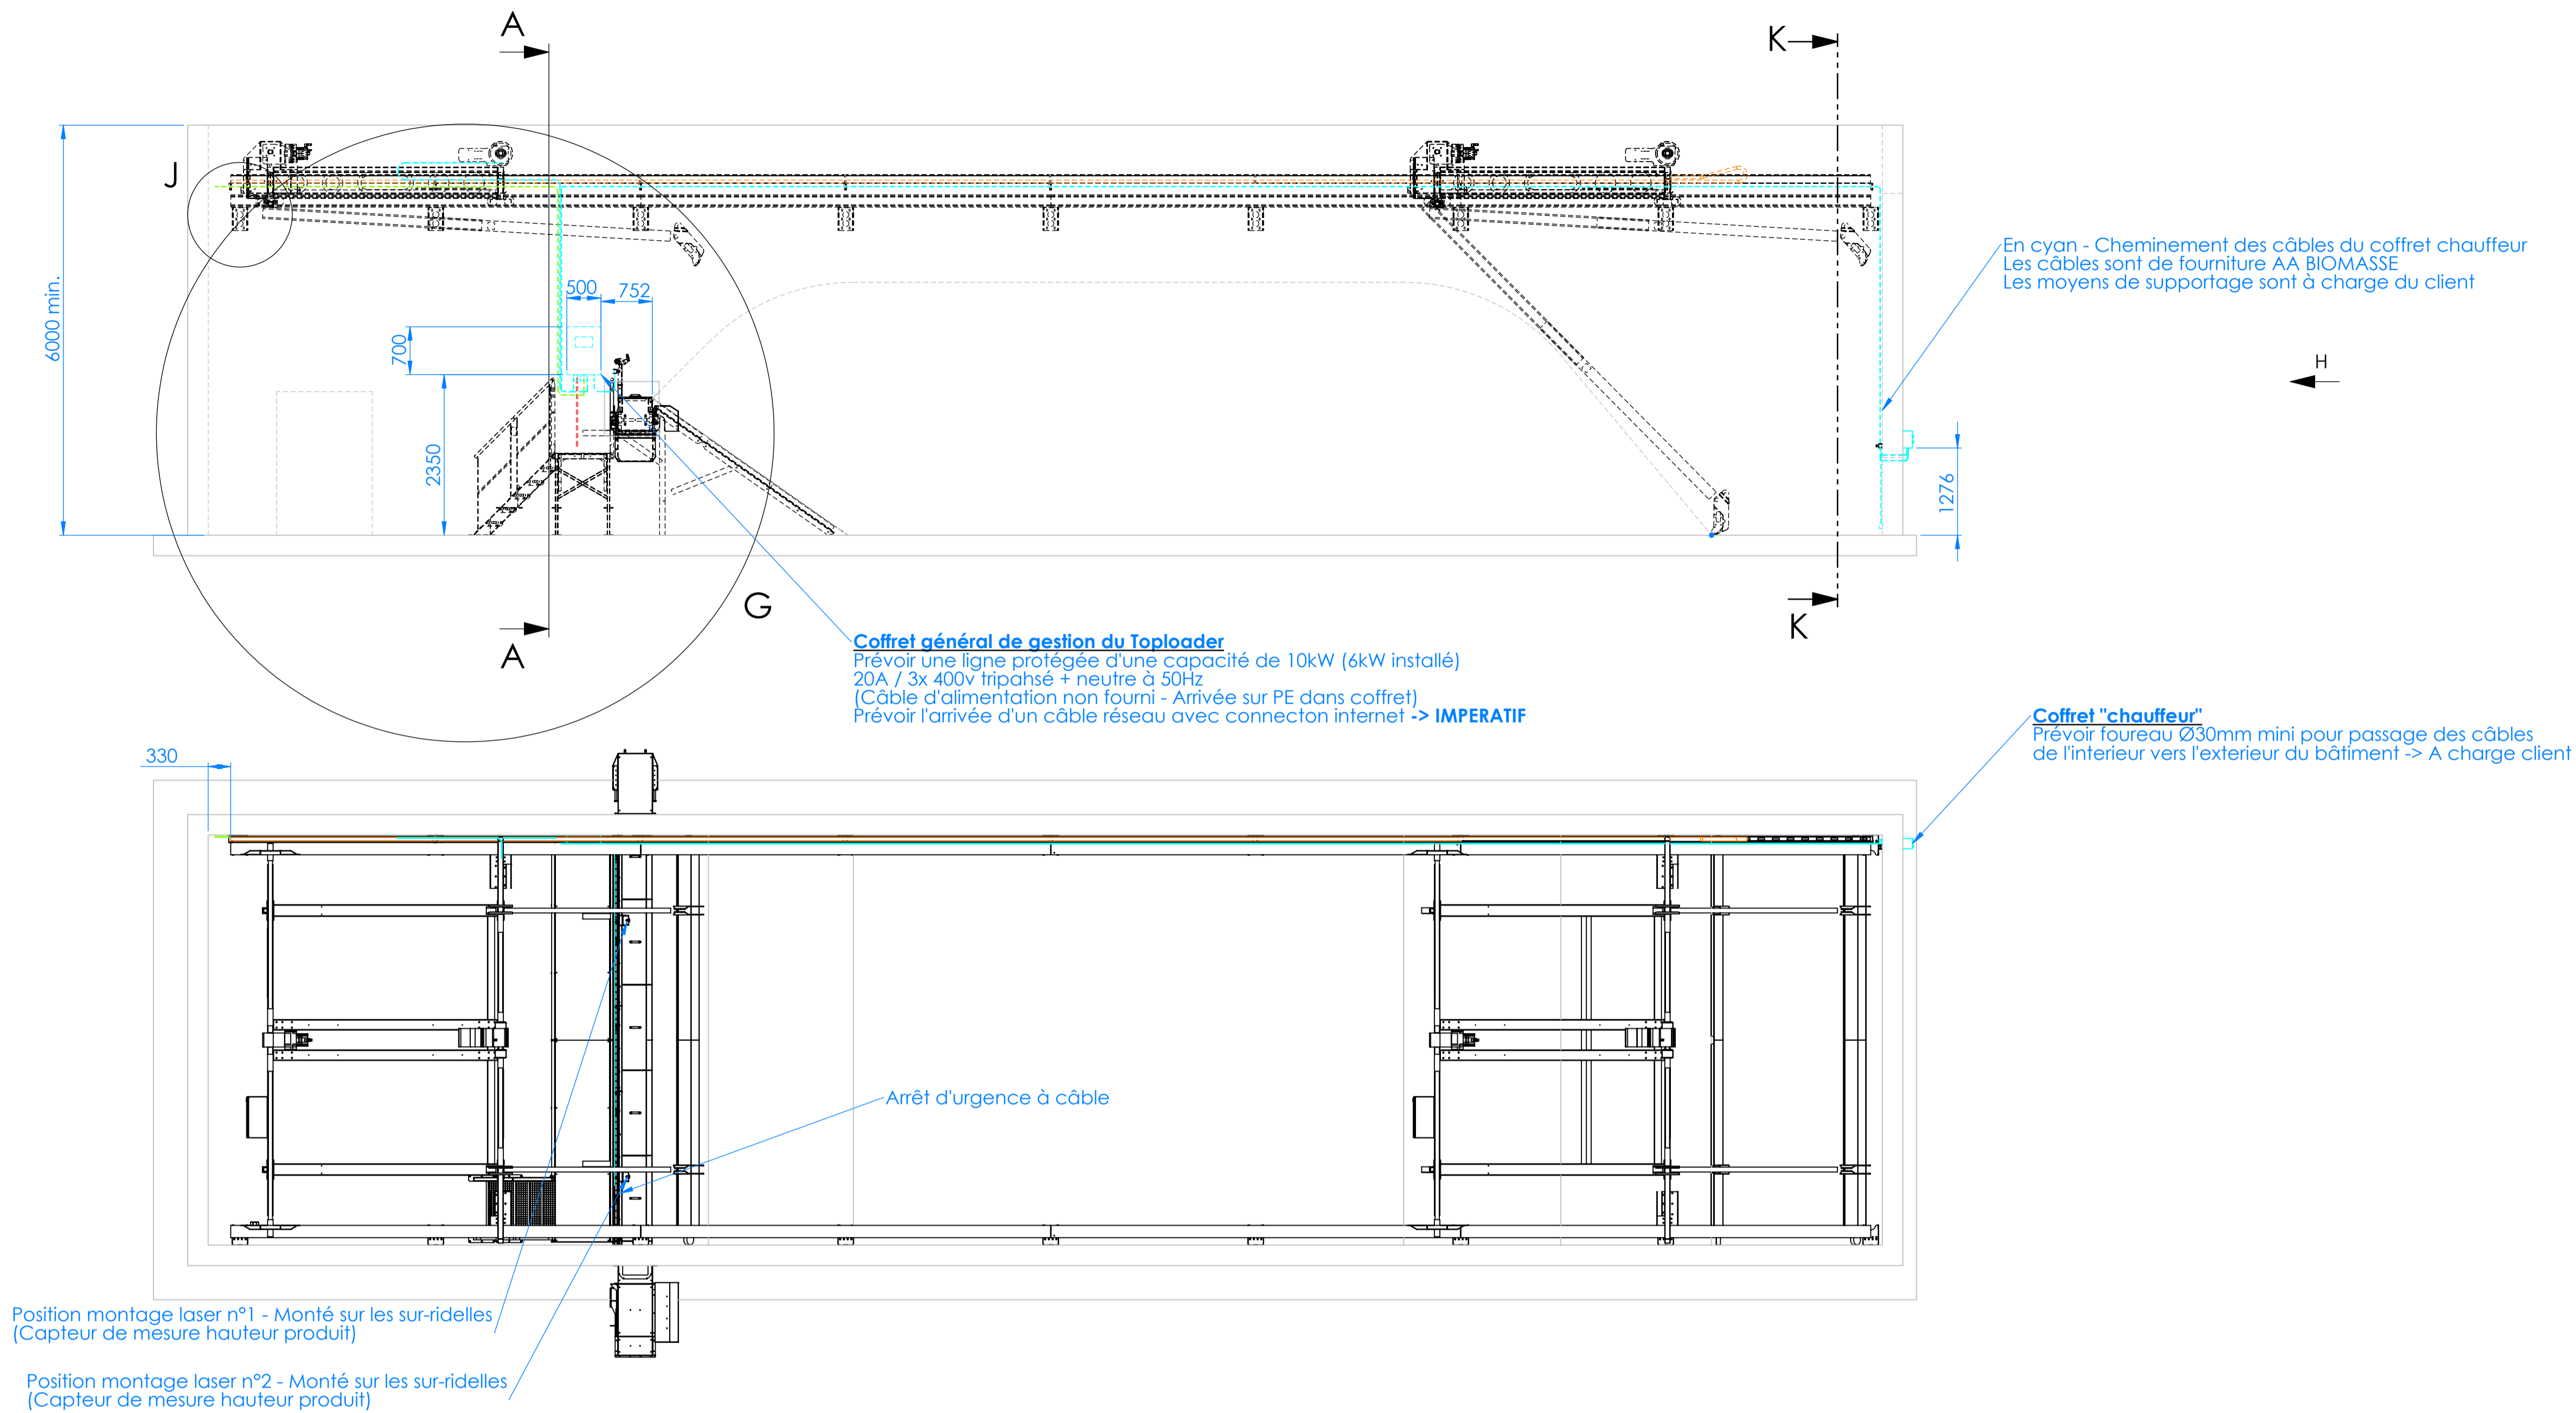 A
K
J
6000 min.
500
752
700
2350
En cyan - Cheminement des câbles du coffret chauffeur
Les câbles sont de fourniture AA BIOMASSE
Les moyens de supportage sont à charge du client
H
1276
G
A
K
Coffret général de gestion du Toploader
Prévoir une ligne protégée d'une capacité de 10kW (6kW installé)
20A / 3x 400v tripahsé + neutre à 50Hz
(Câble d'alimentation non fourni - Arrivée sur PE dans coffret)
Prévoir l'arrivée d'un câble réseau avec connecton internet -> IMPERATIF
Coffret "chauffeur"
Prévoir foureau Ø30mm mini pour passage des câbles
de l'interieur vers l'exterieur du bâtiment -> A charge client
330
Arrêt d'urgence à câble
Position montage laser n°1 - Monté sur les sur-ridelles
(Capteur de mesure hauteur produit)
Position montage laser n°2 - Monté sur les sur-ridelles
(Capteur de mesure hauteur produit)